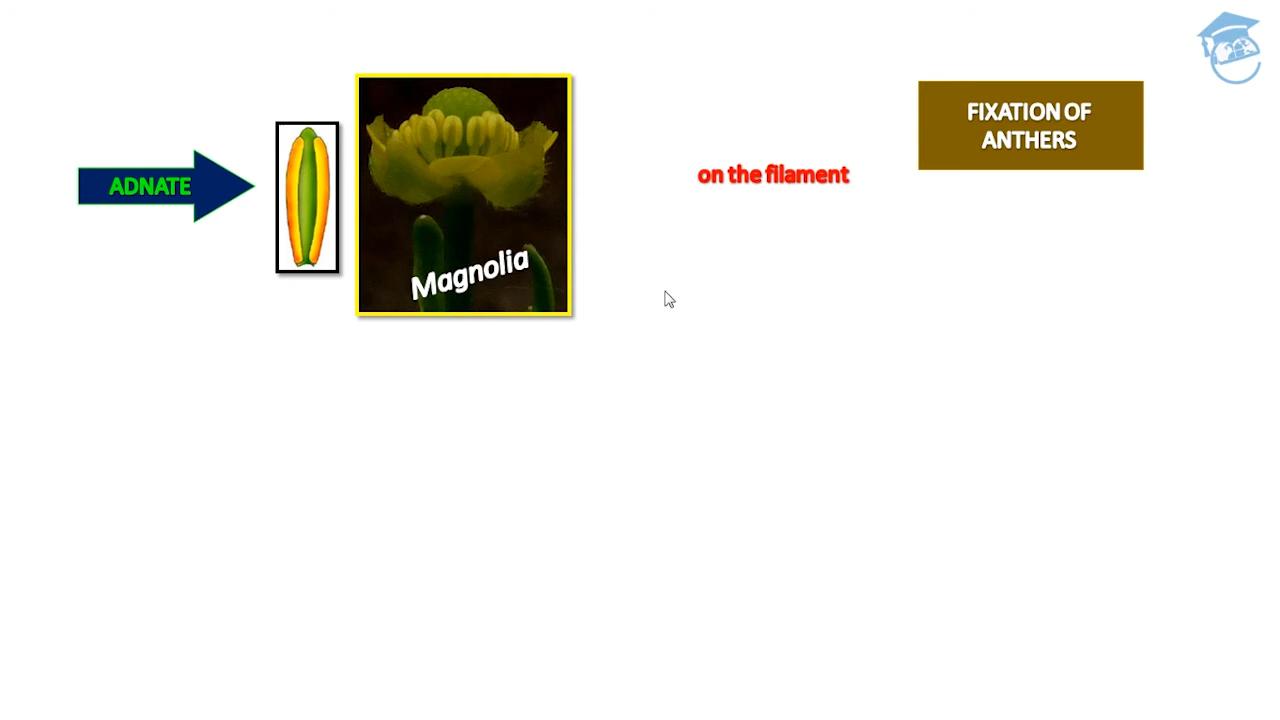 FIXATION OF
ANTHERS
on the filament
ADNATE
Magnolia